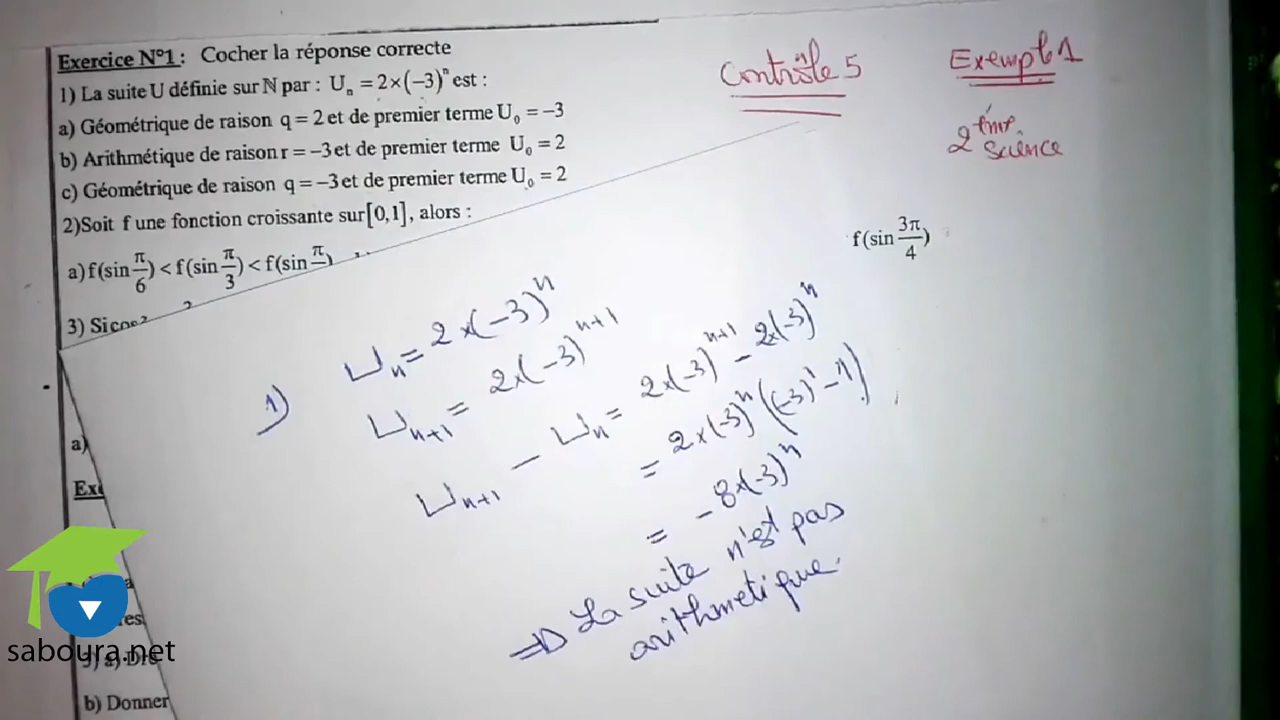 Exercice N°1 : Cocher la réponse correcte
1) La suite U définie sur ℕ par : Uₙ = 2×(−3)ⁿ est :
a) Géométrique de raison q = 2 et de premier terme U₀ = −3
b) Arithmétique de raison r = −3 et de premier terme U₀ = 2
c) Géométrique de raison q = −3 et de premier terme U₀ = 2
2)Soit f une fonction croissante sur [0,1], alors :
a) f(sin π/6) < f(sin π/3) < f(sin π
f(sin 3π/4)
3) Si cos²
a)
b) Donner
Contrôle n°5
Exemple 1
2ème Science
1) Uₙ = 2×(−3)ⁿ
Uₙ₊₁ = 2×(−3)ⁿ⁺¹
Uₙ₊₁ − Uₙ = 2×(−3)ⁿ⁺¹ − 2×(−3)ⁿ
= 2×(−3)ⁿ ((−3)¹ − 1)
= −8×(−3)ⁿ
⇒ La suite n'est pas
arithmetique.
saboura.net